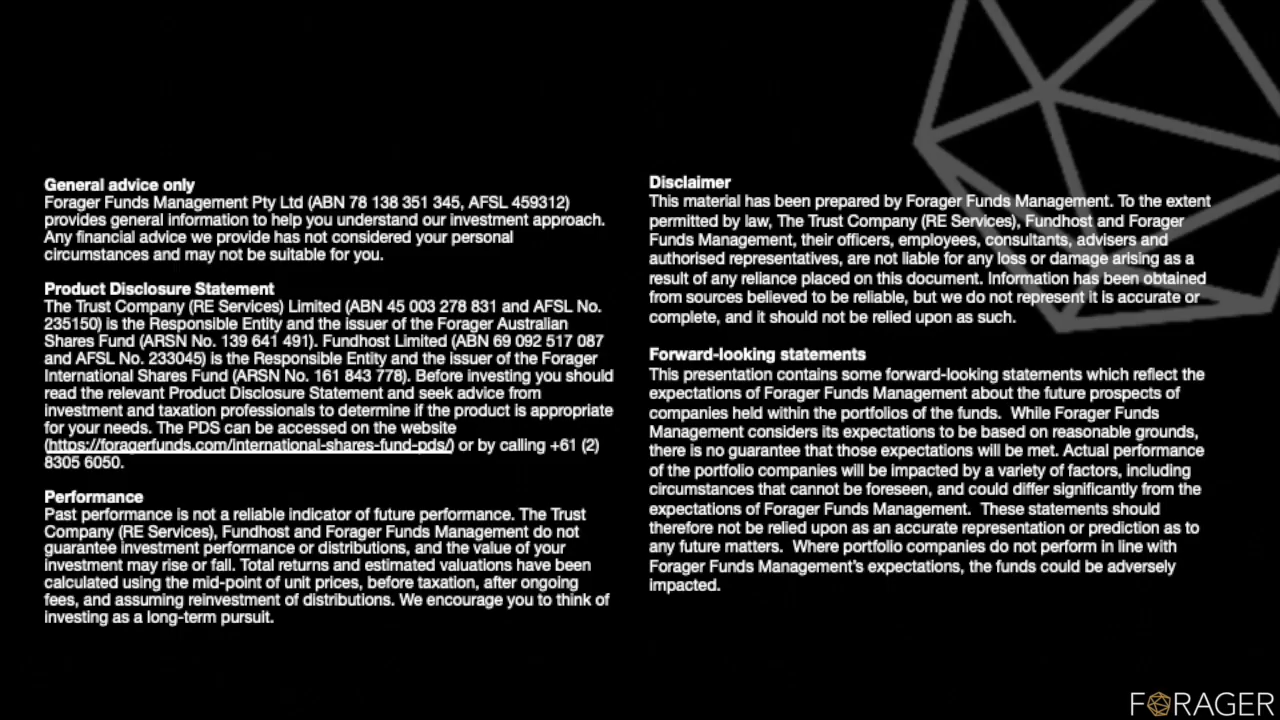 General advice only
Forager Funds Management Pty Ltd (ABN 78 138 351 345, AFSL 459312)
provides general information to help you understand our investment approach.
Any financial advice we provide has not considered your personal
circumstances and may not be suitable for you.
Product Disclosure Statement
The Trust Company (RE Services) Limited (ABN 45 003 278 831 and AFSL No.
235150) is the Responsible Entity and the issuer of the Forager Australian
Shares Fund (ARSN No. 139 641 491). Fundhost Limited (ABN 69 092 517 087
and AFSL No. 233045) is the Responsible Entity and the issuer of the Forager
International Shares Fund (ARSN No. 161 843 778). Before investing you should
read the relevant Product Disclosure Statement and seek advice from
investment and taxation professionals to determine if the product is appropriate
for your needs. The PDS can be accessed on the website
(https://foragerfunds.com/international-shares-fund-pds/) or by calling +61 (2)
8305 6050.
Performance
Past performance is not a reliable indicator of future performance. The Trust
Company (RE Services), Fundhost and Forager Funds Management do not
guarantee investment performance or distributions, and the value of your
investment may rise or fall. Total returns and estimated valuations have been
calculated using the mid-point of unit prices, before taxation, after ongoing
fees, and assuming reinvestment of distributions. We encourage you to think of
investing as a long-term pursuit.
Disclaimer
This material has been prepared by Forager Funds Management. To the extent
permitted by law, The Trust Company (RE Services), Fundhost and Forager
Funds Management, their officers, employees, consultants, advisers and
authorised representatives, are not liable for any loss or damage arising as a
result of any reliance placed on this document. Information has been obtained
from sources believed to be reliable, but we do not represent it is accurate or
complete, and it should not be relied upon as such.
Forward-looking statements
This presentation contains some forward-looking statements which reflect the
expectations of Forager Funds Management about the future prospects of
companies held within the portfolios of the funds.  While Forager Funds
Management considers its expectations to be based on reasonable grounds,
there is no guarantee that those expectations will be met. Actual performance
of the portfolio companies will be impacted by a variety of factors, including
circumstances that cannot be foreseen, and could differ significantly from the
expectations of Forager Funds Management.  These statements should
therefore not be relied upon as an accurate representation or prediction as to
any future matters.  Where portfolio companies do not perform in line with
Forager Funds Management's expectations, the funds could be adversely
impacted.
FORAGER